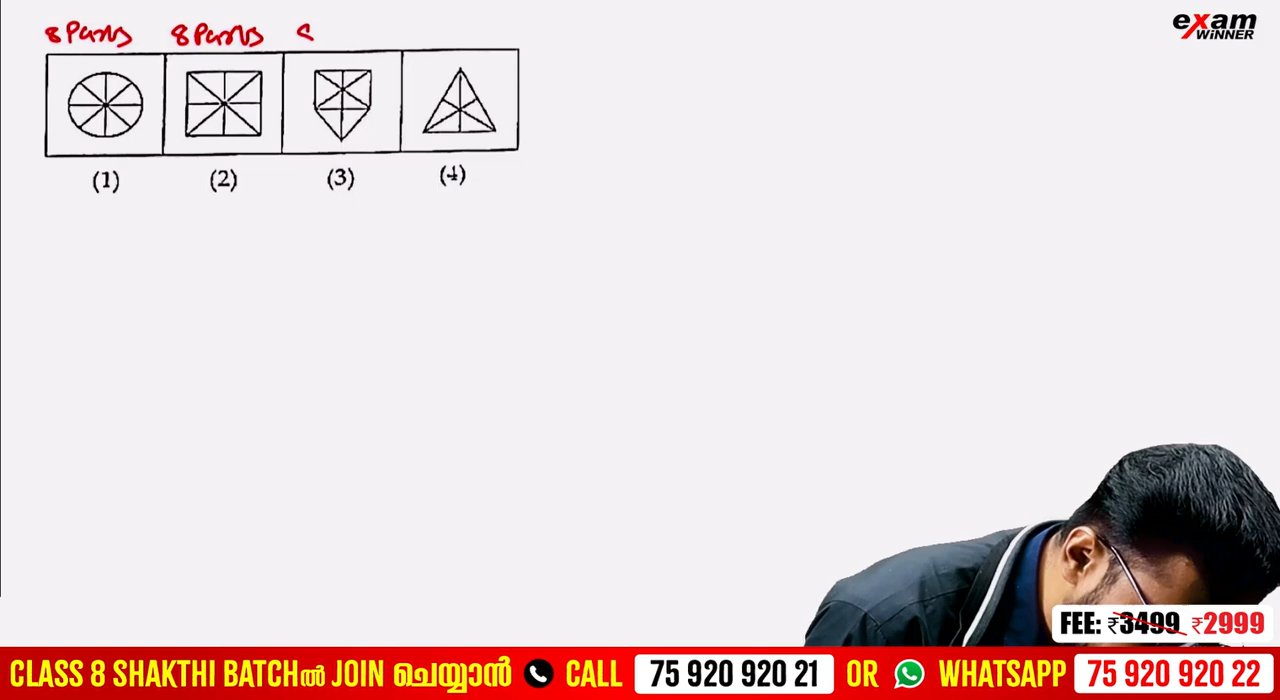 8 Parts 8 Parts 8
exam
WiNNER
(1) (2) (3) (4)
FEE: ₹3499 ₹2999
CLASS 8 SHAKTHI BATCHൽ JOIN ചെയ്യാൻ CALL 75 920 920 21 OR WHATSAPP 75 920 920 22